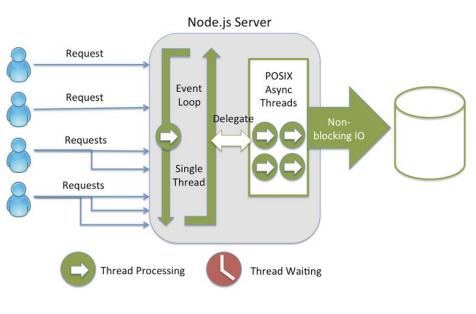 Node.js Server
Request
Request
Requests
Requests
Event
Loop
Single
Thread
Delegate
POSIX
Async
Threads
Non-
blocking IO
Thread Processing
Thread Waiting